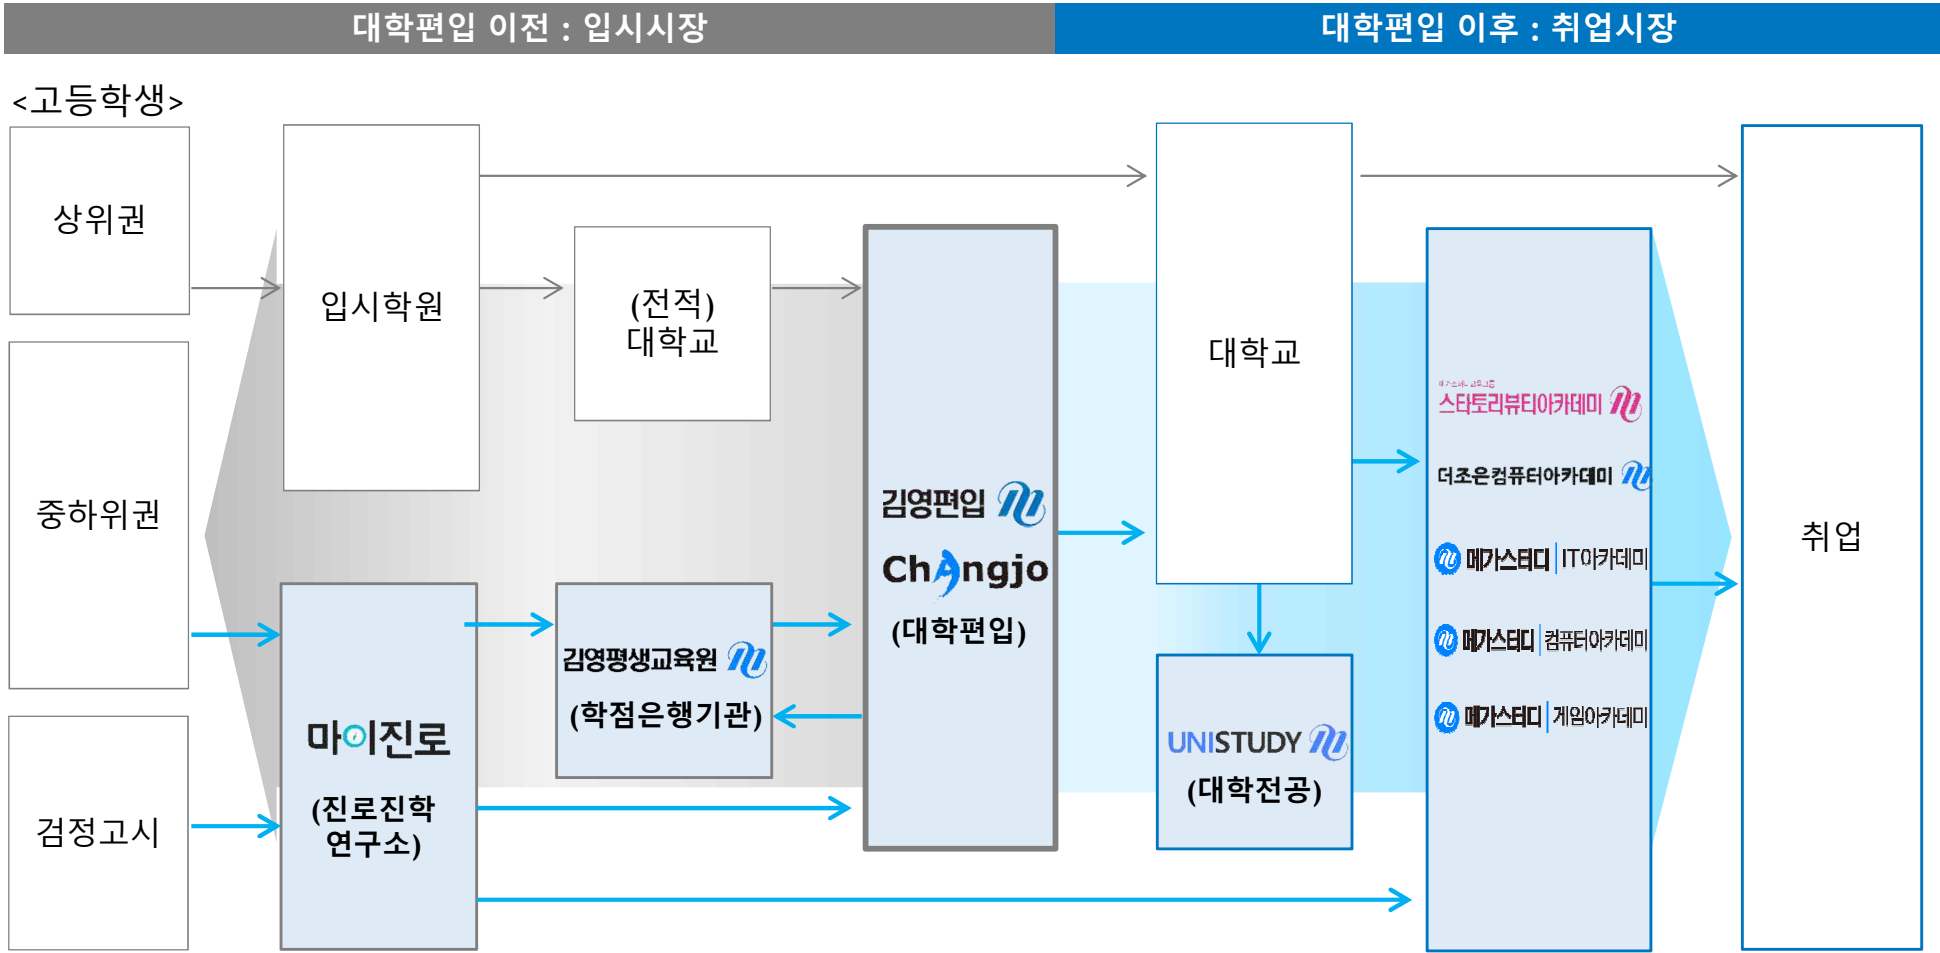 대학편입 이전 : 입시시장
대학편입 이후 : 취업시장
<고등학생>
상위권
중하위권
검정고시
입시학원
마이진로
(진로진학
연구소)
(전적)
대학교
김영평생교육원
(학점은행기관)
김영편입
Changjo
(대학편입)
대학교
UNISTUDY
(대학전공)
스타토리뷰티아카데미
더조은컴퓨터아카데미
메가스터디 IT아카데미
메가스터디 컴퓨터아카데미
메가스터디 게임아카데미
취업